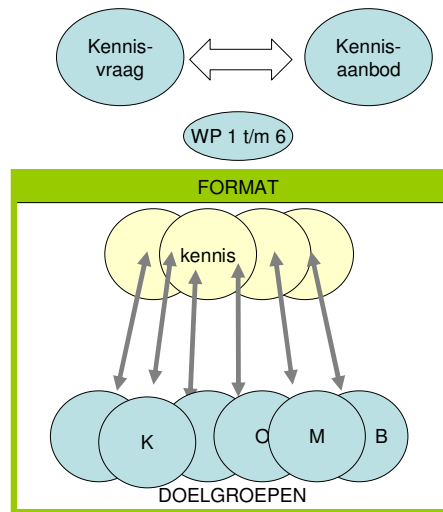 Kennis-
vraag
Kennis-
aanbod
WP 1 t/m 6
FORMAT
kennis
K
O
M
B
DOELGROEPEN